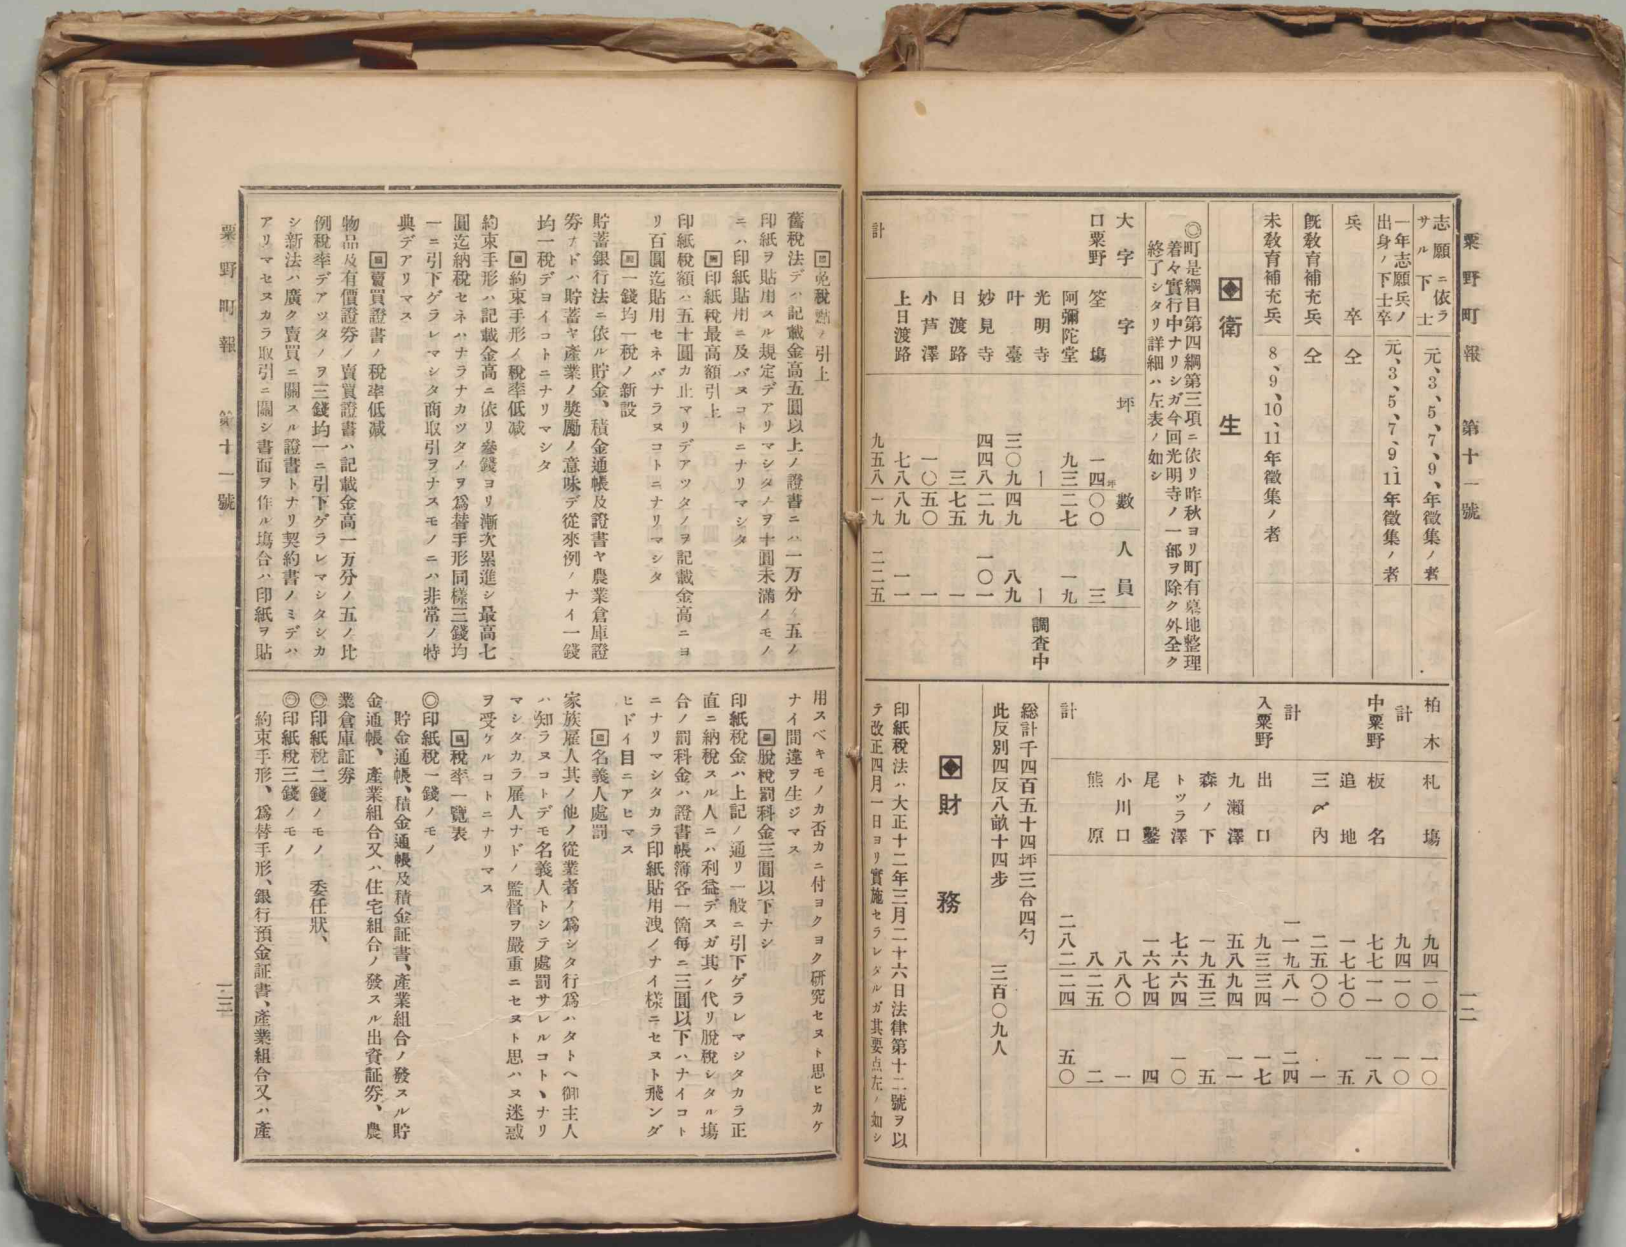 粟野町報　第十一號　一二
志願ニ依ラサル下士　元、3、5、7、9、年徴集ノ者
一年志願兵ノ出身ノ下士卒　元、3、5、7、9、11年徴集ノ者
兵卒　仝
既敎育補充兵　仝
未敎育補充兵　8、9、10、11年徴集ノ者
衛生
◎町是綱目第四綱第三項ニ依リ昨秋ヨリ町有墓地整理
着々實行中ナリシガ今回光明寺ノ一部ヲ除ク外全ク
終了シタリ詳細ハ左表ノ如シ
大字　字　坪數　人員
口粟野　筌塲　一四坪〇〇　三
阿彌陀堂　九三二七　一九
光明寺　―　―　調査中
叶臺　三〇九四九　八九
妙見寺　四四八二九　一〇一
日渡路　三七五　一
小芦澤　一〇五〇　一
上日渡路　七八八九　一一
計　九五八一九　二二五
柏木　札塲　九四一〇　一〇
計　九四一〇　一〇
中粟野　板名　七七一一　一八
追地　一七七〇　五
三〆內　二五〇〇　一
計　一一九八一　二四
入粟野　出口　九三三四　一七
九瀨澤　五八九四　一一
森ノ下　一九五三　五
トツラ澤　七六六四　一〇
尾鑿　一六七四　四
小川口　八八〇　一
熊原　八二五　二
計　二八二二四　五〇
総計千四百五十四坪三合四勺　三百〇九人
此反別四反八畝十四步
財務
印紙稅法ハ大正十二年三月二十六日法律第十二號ヲ以
テ改正四月一日ヨリ實施セラレタルガ其要点左ノ如シ
免稅點ノ引上
舊稅法デハ記載金高五圓以上ノ證書ニハ一万分ノ五ノ
印紙ヲ貼用スル規定デアリマシタノヲ十圓未滿ノモノ
ニハ印紙貼用ニ及バヌコトニナリマシタ
印紙稅最高額引上
印紙稅額ハ五十圓カ止マリデアツタノヲ記載金高ニヨ
リ百圓迄貼用セネバナラヌコトニナリマシタ
一錢均一稅ノ新設
貯蓄銀行法ニ依ル貯金、積金通帳及證書ヤ農業倉庫證
劵ナドハ貯蓄ヤ產業ノ奬勵ノ意味デ從來例ノナイ一錢
均一稅デヨイコトニナリマシタ
約束手形ノ稅率低減
約束手形ハ記載金高ニ依リ參錢ヨリ漸次累進シ最高七
圓迄納稅セネハナラナカツタノヲ爲替手形同樣三錢均
一ニ引下ゲラレマシタ商取引ヲナスモノニハ非常ノ特
典デアリマス
賣買證書ノ稅率低減
物品及有價證券ノ賣買證書ハ記載金高一万分ノ五ノ比
例稅率デアツタノヲ三錢均一ニ引下ゲラレマシタシカ
シ新法ハ廣ク賣買ニ關スル證書トナリ契約書ノミデハ
アリマセヌカラ取引ニ關シ書面ヲ作ル塲合ハ印紙ヲ貼
用スベキモノカ否カニ付ヨクヨク硏究セヌト思ヒカケ
ナイ間違ヲ生ジマス
脫稅罰科金三圓以下ナシ
印紙稅金ハ上記ノ通リ一般ニ引下ゲラレマシタカラ正
直ニ納稅スル人ニハ利益デスガ其ノ代リ脫稅シタル塲
合ノ罰科金ハ證書帳簿各一箇每ニ三圓以下ハナイコト
ニナリマシタカラ印紙貼用洩ノナイ樣ニセヌト飛ンダ
ヒドイ目ニアヒマス
名義人處罰
家族雇人其ノ他ノ從業者ノ爲シタ行爲ハタトヘ御主人
ハ知ラヌコトデモ名義人トシテ處罰サレルコトヽナリ
マシタカラ雇人ナドノ監督ヲ嚴重ニセヌト思ハヌ迷惑
ヲ受ケルコトニナリマス
稅率一覽表
◎印紙稅一錢ノモノ
貯金通帳、積金通帳及積金証書、產業組合ノ發スル貯
金通帳、產業組合又ハ住宅組合ノ發スル出資証劵、農
業倉庫証劵
◎印紙稅二錢ノモノ　委任狀、
◎印紙稅三錢ノモノ
約束手形、爲替手形、銀行預金証書、產業組合又ハ產
粟野町報　第十一號　一三